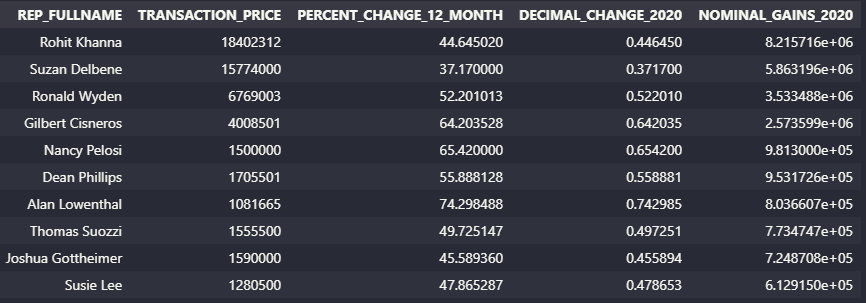 REP_FULLNAME TRANSACTION_PRICE PERCENT_CHANGE_12_MONTH DECIMAL_CHANGE_2020 NOMINAL_GAINS_2020
Rohit Khanna 18402312 44.645020 0.446450 8.215716e+06
Suzan Delbene 15774000 37.170000 0.371700 5.863196e+06
Ronald Wyden 6769003 52.201013 0.522010 3.533488e+06
Gilbert Cisneros 4008501 64.203528 0.642035 2.573599e+06
Nancy Pelosi 1500000 65.420000 0.654200 9.813000e+05
Dean Phillips 1705501 55.888128 0.558881 9.531726e+05
Alan Lowenthal 1081665 74.298488 0.742985 8.036607e+05
Thomas Suozzi 1555500 49.725147 0.497251 7.734747e+05
Joshua Gottheimer 1590000 45.589360 0.455894 7.248708e+05
Susie Lee 1280500 47.865287 0.478653 6.129150e+05